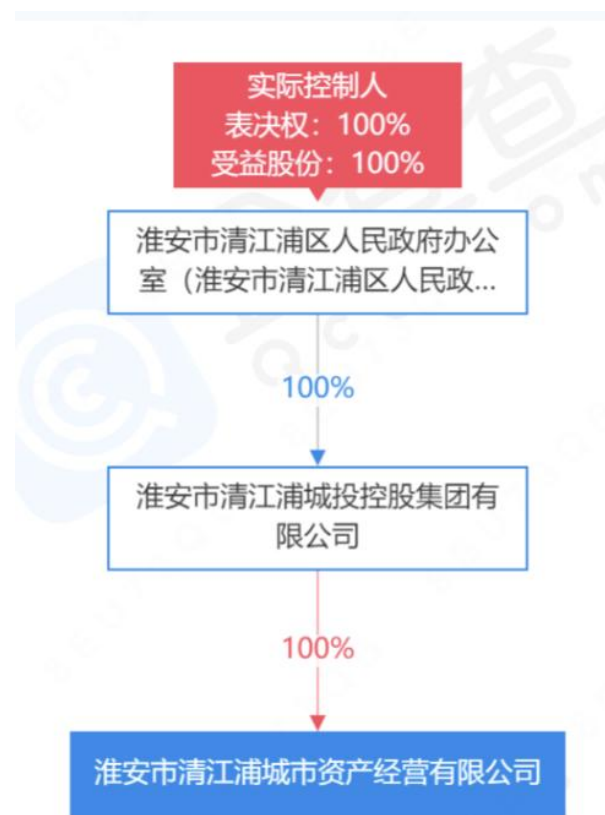 实际控制人
表决权：100%
受益股份：100%
淮安市清江浦区人民政府办公
室（淮安市清江浦区人民政...
100%
淮安市清江浦城投控股集团有
限公司
100%
淮安市清江浦城市资产经营有限公司